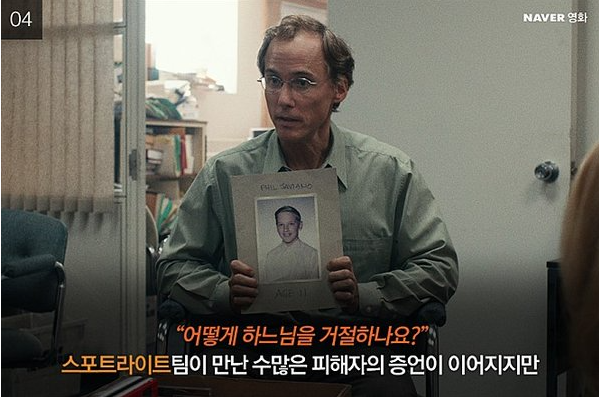 04
NAVER 영화
PHIL SAVIANO
AGE 11
“어떻게 하느님을 거절하나요?”
스포트라이트팀이 만난 수많은 피해자의 증언이 이어지지만